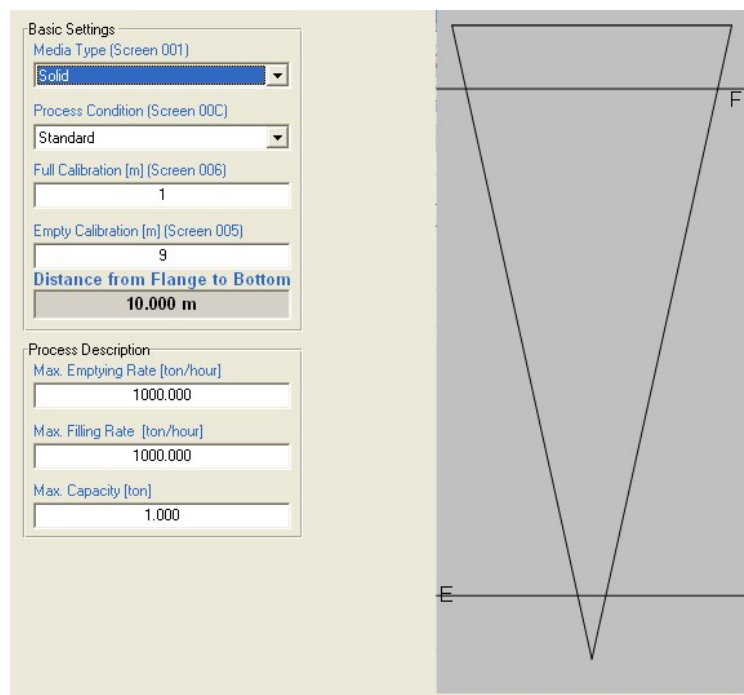 Basic Settings
Media Type (Screen 001)
Solid
Process Condition (Screen 00C)
Standard
Full Calibration [m] (Screen 006)
1
Empty Calibration [m] (Screen 005)
9
Distance from Flange to Bottom
10.000 m
Process Description
Max. Emptying Rate [ton/hour]
1000.000
Max. Filling Rate [ton/hour]
1000.000
Max. Capacity [ton]
1.000
F
E